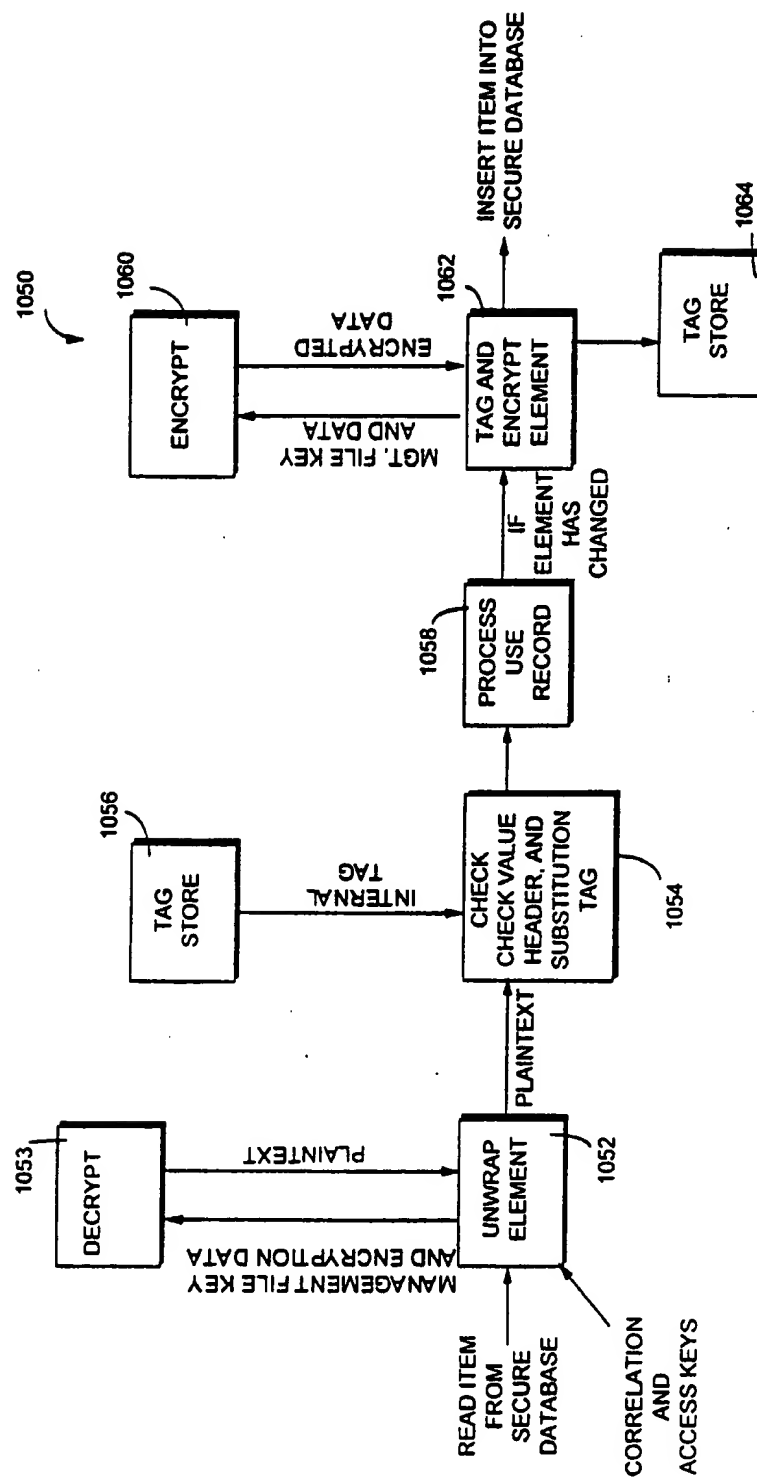 READ ITEM
FROM
SECURE
DATABASE
CORRELATION
AND
ACCESS KEYS
UNWRAP
ELEMENT
1052
MANAGEMENT FILE KEY
AND ENCRYPTION DATA
PLAINTEXT
DECRYPT
1053
PLAINTEXT
CHECK
CHECK VALUE
HEADER, AND
SUBSTITUTION
TAG
1054
INTERNAL
TAG
TAG
STORE
1056
PROCESS
USE
RECORD
1058
IF
ELEMENT
HAS
CHANGED
TAG AND
ENCRYPT
ELEMENT
1062
MGT. FILE KEY
AND DATA
ENCRYPTED
DATA
ENCRYPT
1060
1050
INSERT ITEM INTO
SECURE DATABASE
TAG
STORE
1064